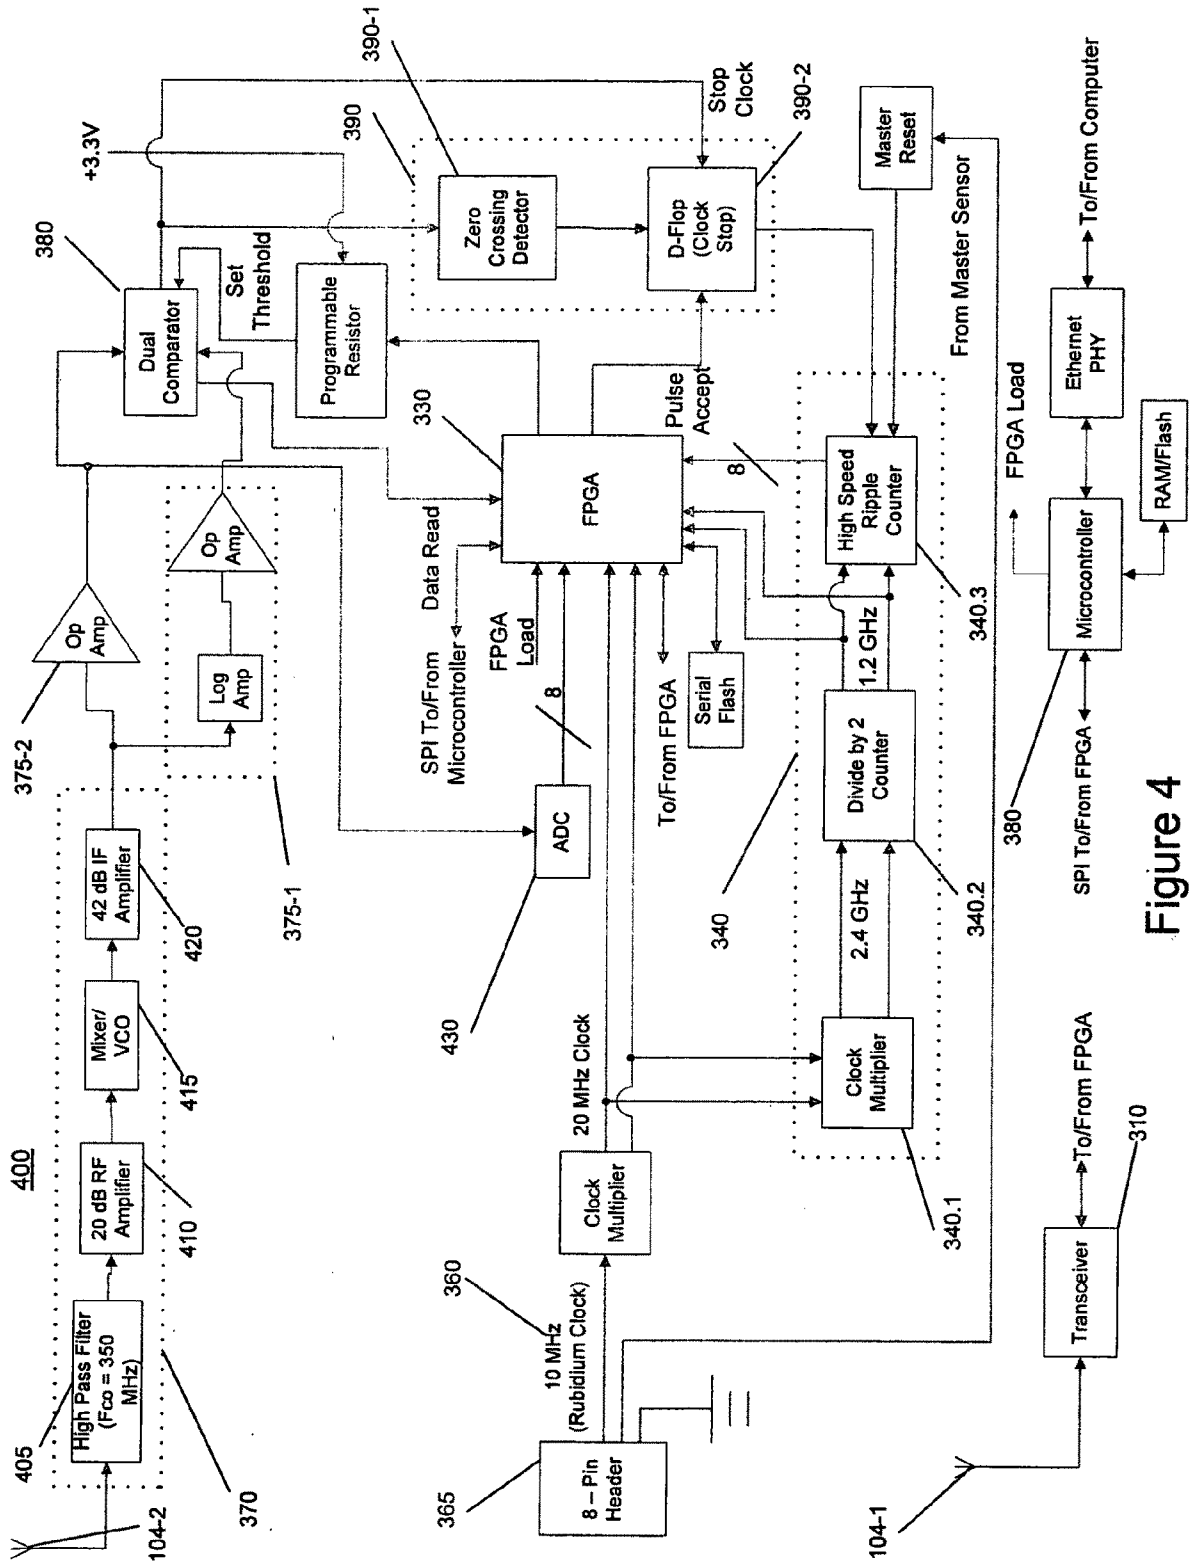 400
405
High Pass Filter
(Fco = 350
MHz)
104-2
370
20 dB RF
Amplifier
410
Mixer/
VCO
415
42 dB IF
Amplifier
420
375-2
Op
Amp
Log
Amp
Op
Amp
375-1
380
Dual
Comparator
Set
Threshold
+3.3V
Programmable
Resistor
390
390-1
Zero
Crossing
Detector
D-Flop
(Clock
Stop)
Stop
Clock
390-2
Pulse
Accept
330
FPGA
Data Read
SPI To/From
Microcontroller
FPGA
Load
8
ADC
430
To/From FPGA
Serial
Flash
8
365
8 – Pin
Header
360
10 MHz
(Rubidium Clock)
Clock
Multiplier
20 MHz Clock
340
Clock
Multiplier
340.1
2.4 GHz
Divide by 2
Counter
340.2
1.2 GHz
High Speed
Ripple
Counter
340.3
Master
Reset
From Master Sensor
104-1
Transceiver
310
To/From FPGA
SPI To/From FPGA
380
Microcontroller
FPGA Load
RAM/Flash
Ethernet
PHY
To/From Computer
Figure 4